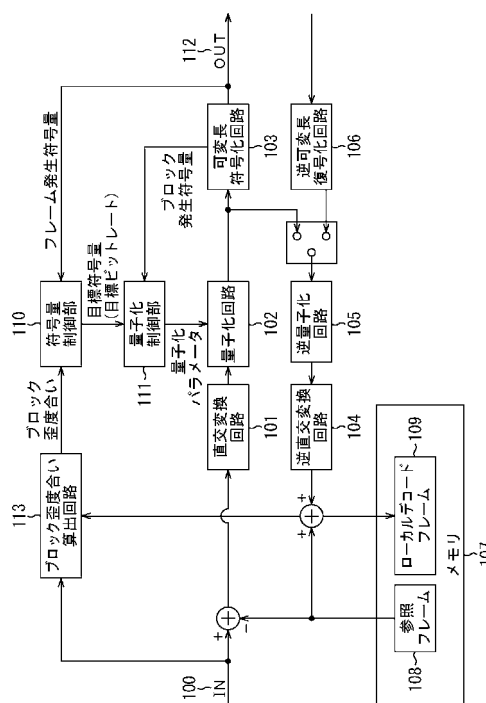 112
OUT
フレーム発生符号量
110
符号量
制御部
目標符号量
(目標ビットレート)
ブロック
発生符号量
可変長
符号化回路
103
逆可変長
復号化回路
106
ブロック
歪度合い
量子化
制御部
111
量子化
パラメータ
量子化回路
102
逆量子化
回路
105
113
ブロック歪度合い
算出回路
直交変換
回路
101
逆直交変換
回路
104
+
-
+
+
100
IN
109
ローカルデコード
フレーム
参照
フレーム
108
メモリ
107